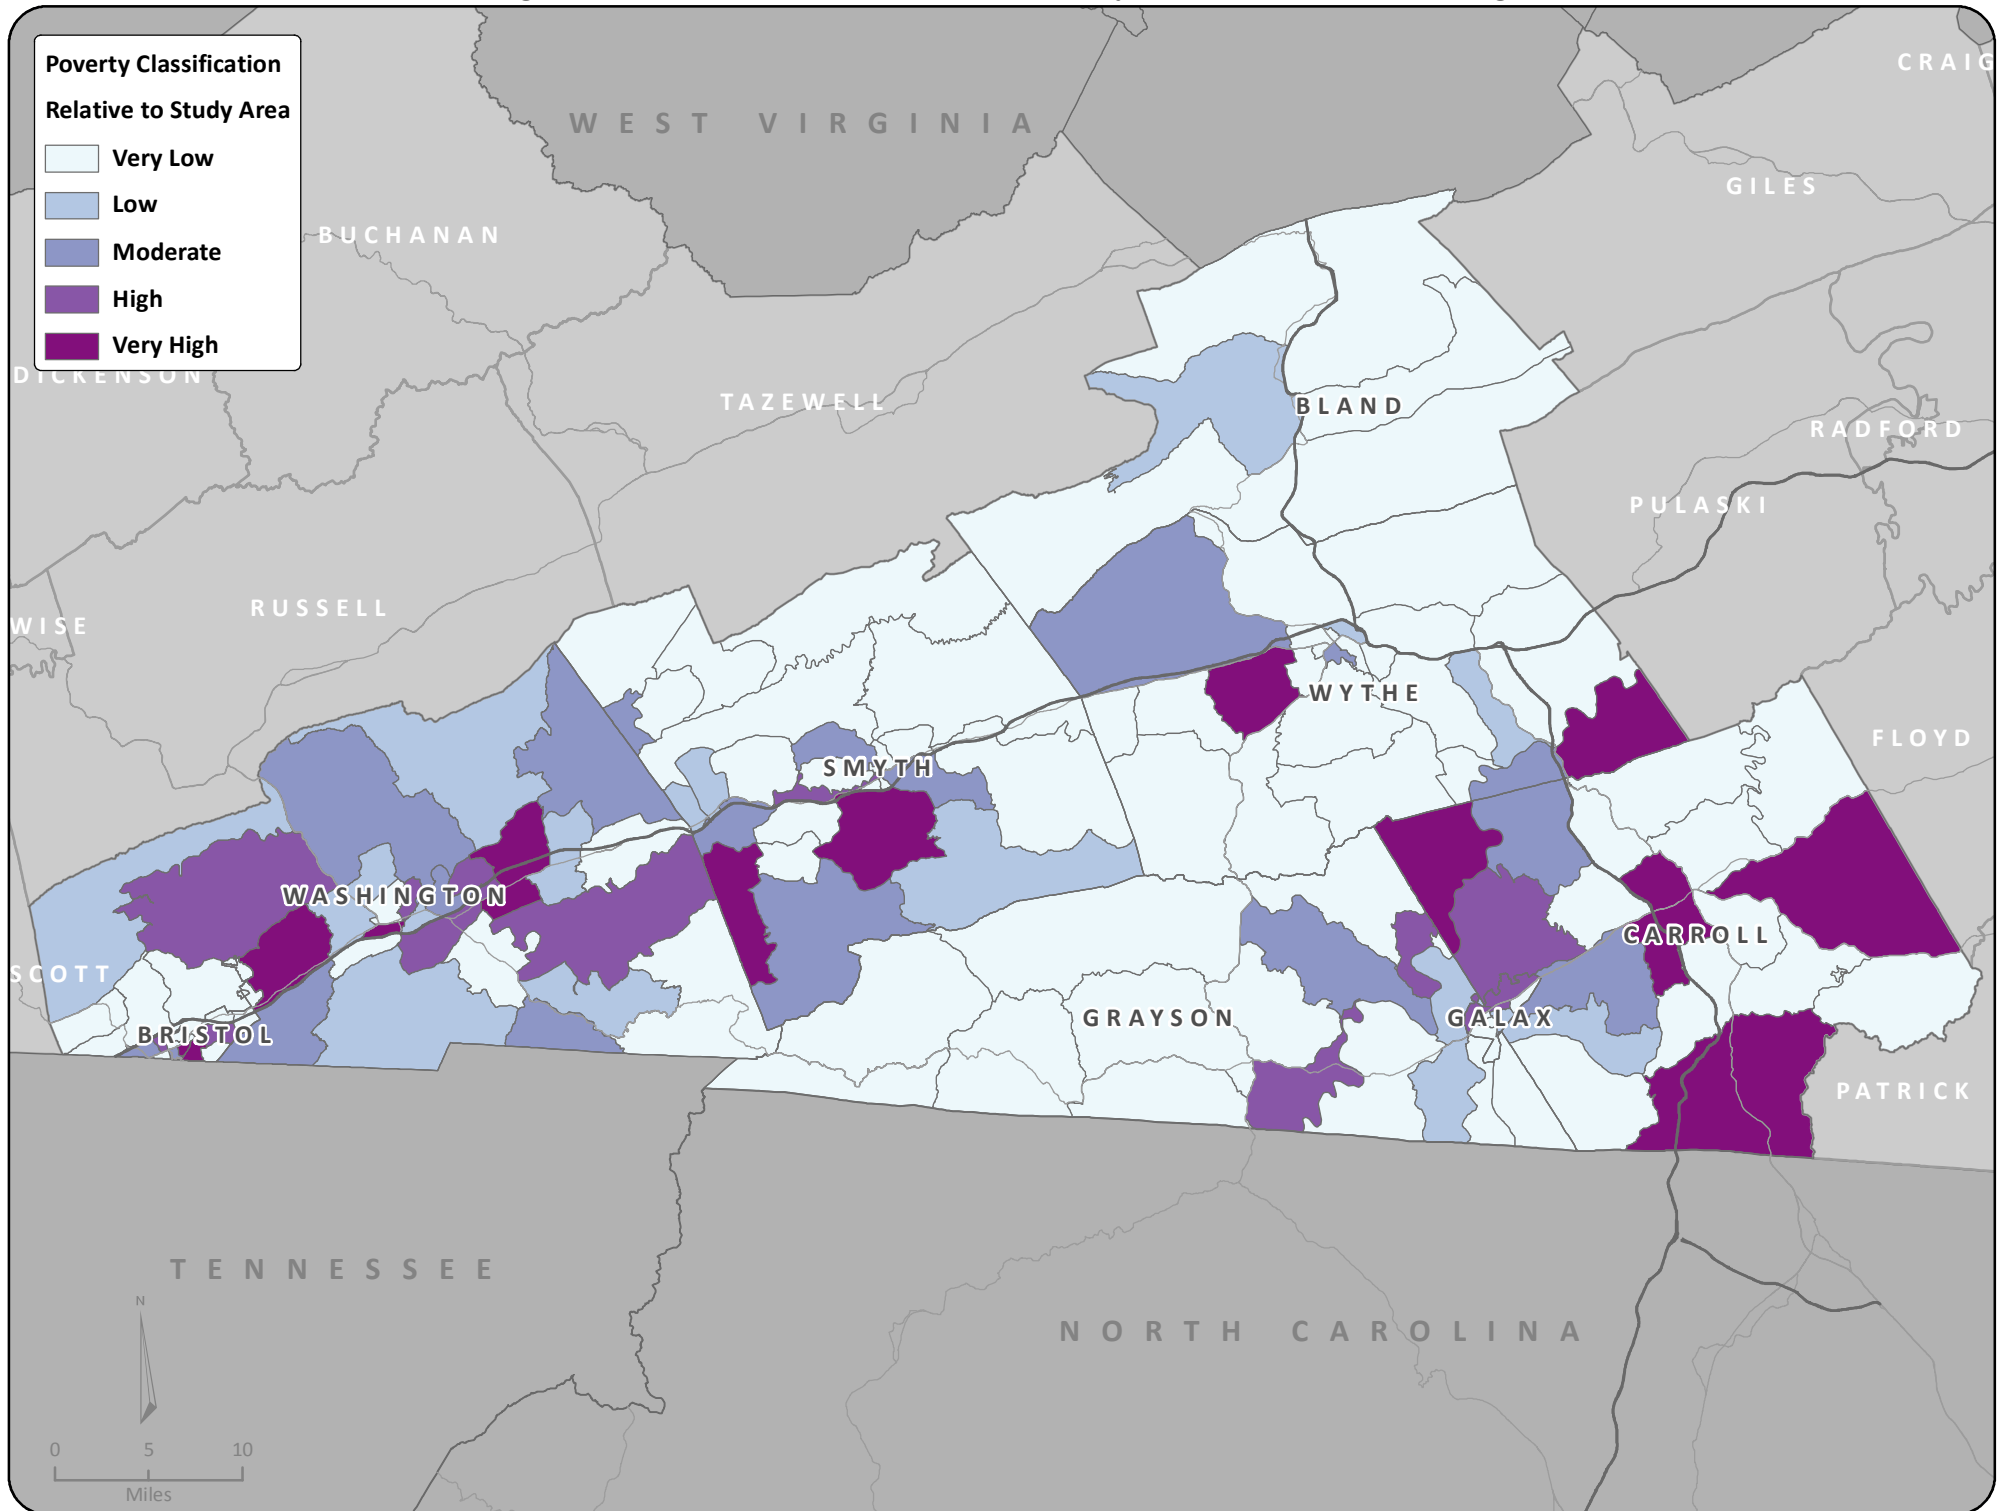 Poverty Classification
Relative to Study Area
Very Low
Low
Moderate
High
Very High
WEST VIRGINIA
CRAIG
GILES
BUCHANAN
DICKENSON
TAZEWELL
BLAND
RADFORD
PULASKI
RUSSELL
WISE
WYTHE
FLOYD
SMYTH
WASHINGTON
CARROLL
SCOTT
GRAYSON
GALAX
BRISTOL
PATRICK
TENNESSEE
NORTH CAROLINA
N
0 5 10
Miles